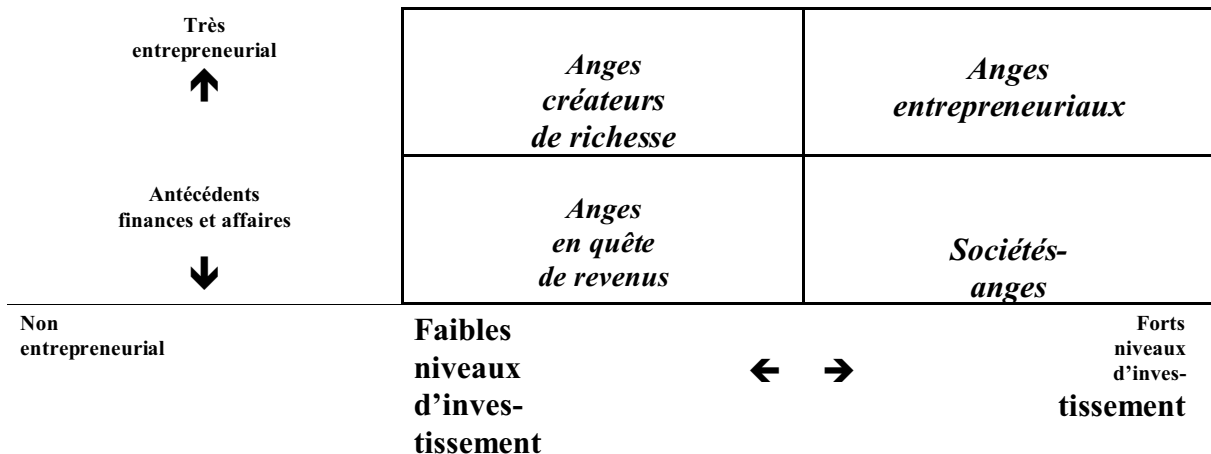 Très
entrepreneurial
🡹
Anges
créateurs
de richesse
Anges
entrepreneuriaux
Antécédents
finances et affaires
🡻
Anges
en quête
de revenus
Sociétés-
anges
Non
entrepreneurial
Faibles
niveaux
d’inves-
tissement
🡸 🡺
Forts
niveaux
d’inves-
tissement